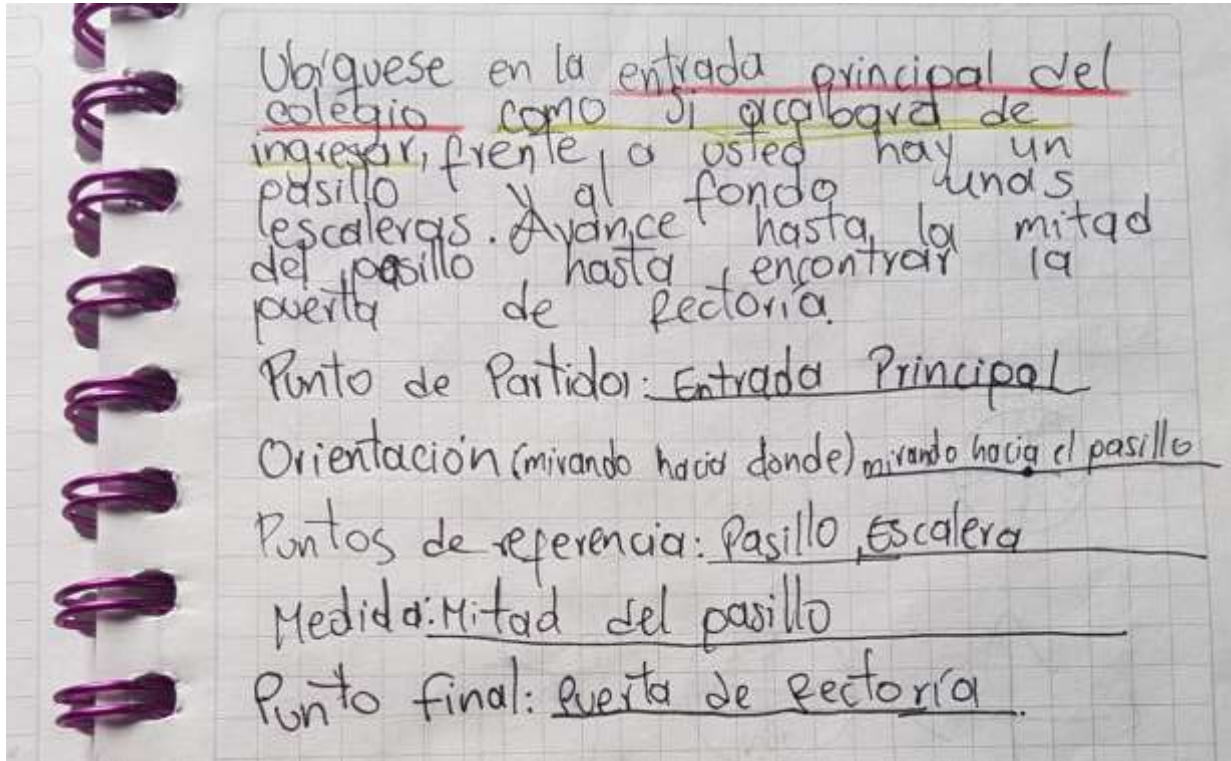 Ubíquese en la entrada principal del
colegio como si acalbara de
ingresar, frente a usted hay un
pasillo y al fondo unas
escaleras. Avance hasta la mitad
del pasillo hasta encontrar la
puerta de Rectoría.
Punto de Partida: Entrada Principal
Orientación (mirando hacia donde) mirando hacia el pasillo
Puntos de referencia: Pasillo, Escalera
Medida: Mitad del pasillo
Punto final: Puerta de Rectoría.